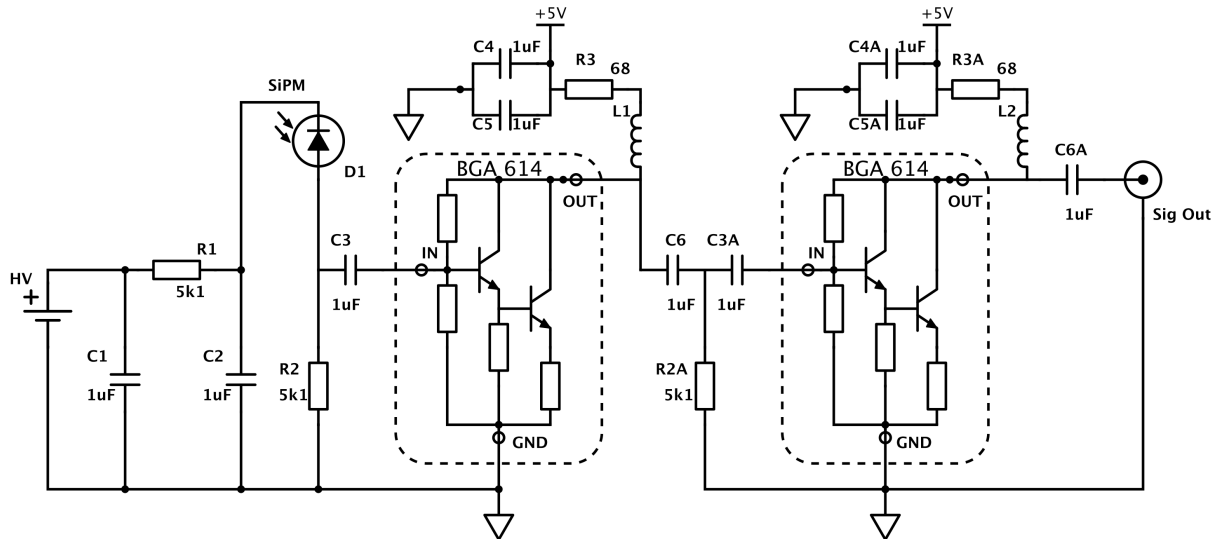 +5V
C4
1uF
R3
68
L1
C5
1uF
SiPM
D1
BGA 614
OUT
IN
GND
HV
+
R1
5k1
C1
1uF
C2
1uF
R2
5k1
C3
1uF
+5V
C4A
1uF
R3A
68
L2
C5A
1uF
C6
1uF
C3A
1uF
R2A
5k1
BGA 614
OUT
IN
GND
C6A
1uF
Sig Out